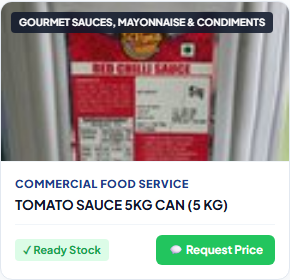 GOURMET SAUCES, MAYONNAISE & CONDIMENTS
RED CHILLI SAUCE
5kg
COMMERCIAL FOOD SERVICE
TOMATO SAUCE 5KG CAN (5 KG)
✓ Ready Stock
💬 Request Price